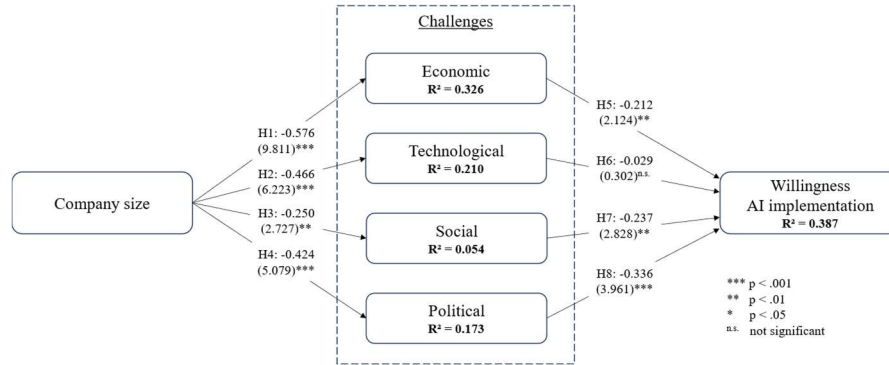 Challenges
Economic
R² = 0.326
H1: -0.576
(9.811)***
H5: -0.212
(2.124)**
Technological
R² = 0.210
H2: -0.466
(6.223)***
H6: -0.029
(0.302)n.s.
Company size
Willingness
AI implementation
R² = 0.387
Social
R² = 0.054
H3: -0.250
(2.727)**
H7: -0.237
(2.828)**
H4: -0.424
(5.079)***
H8: -0.336
(3.961)***
Political
R² = 0.173
*** p < .001
** p < .01
* p < .05
n.s. not significant